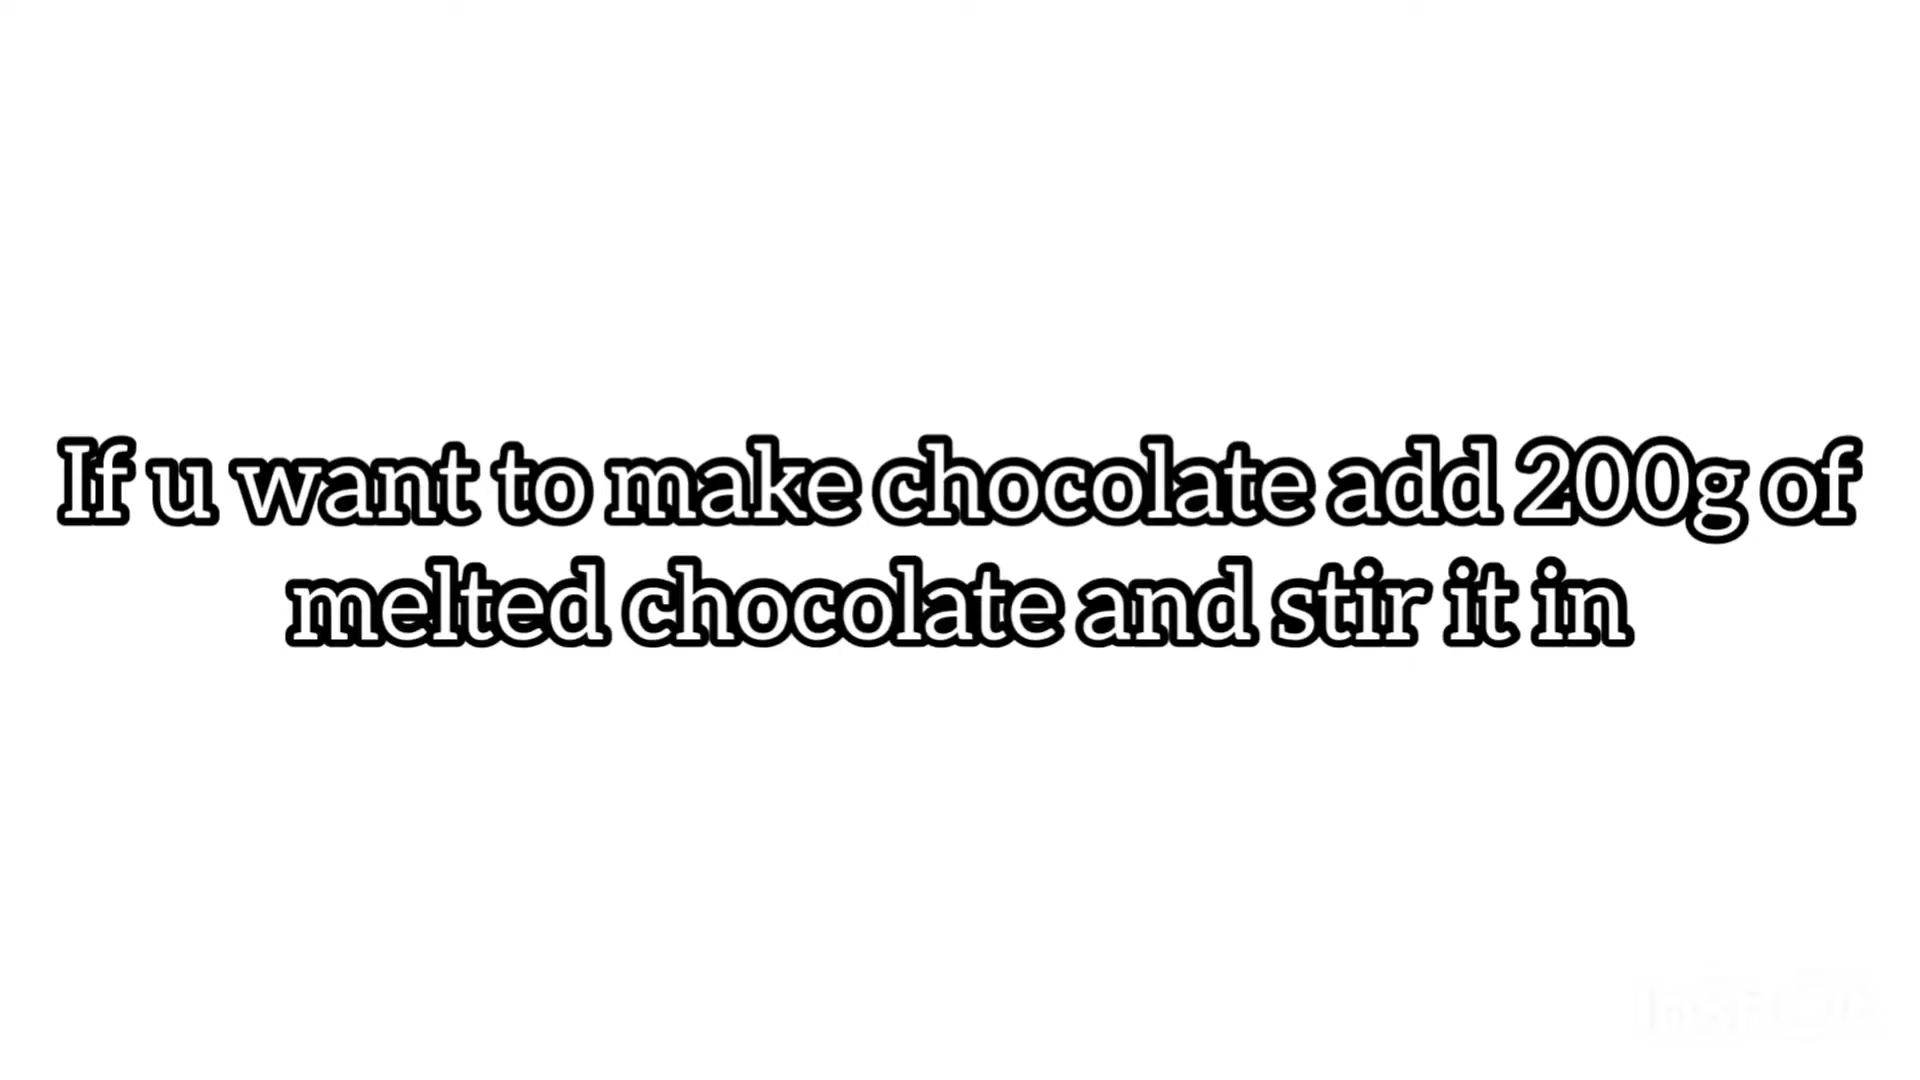 If u want to make chocolate add 200g of
melted chocolate and stir it in